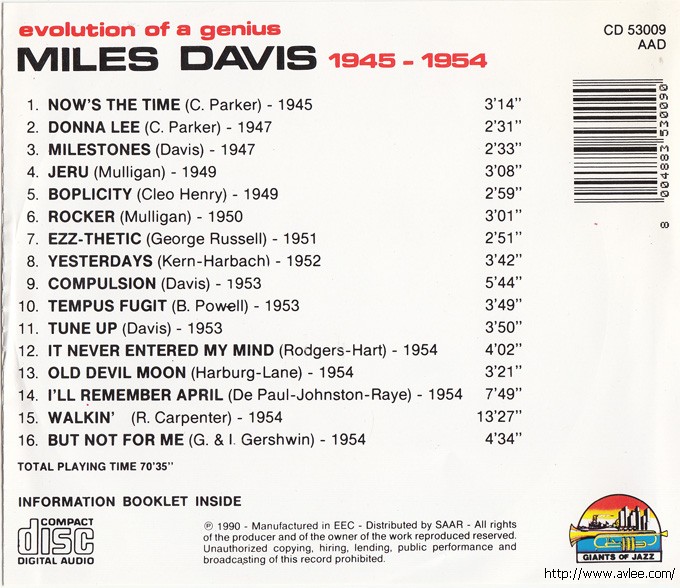 evolution of a genius
MILES DAVIS 1945 - 1954
CD 53009
AAD
1. NOW'S THE TIME (C. Parker) - 1945 3'14"
2. DONNA LEE (C. Parker) - 1947 2'31"
3. MILESTONES (Davis) - 1947 2'33"
4. JERU (Mulligan) - 1949 3'08"
5. BOPLICITY (Cleo Henry) - 1949 2'59"
6. ROCKER (Mulligan) - 1950 3'01"
7. EZZ-THETIC (George Russell) - 1951 2'51"
8. YESTERDAYS (Kern-Harbach) - 1952 3'42"
9. COMPULSION (Davis) - 1953 5'44"
10. TEMPUS FUGIT (B. Powell) - 1953 3'49"
11. TUNE UP (Davis) - 1953 3'50"
12. IT NEVER ENTERED MY MIND (Rodgers-Hart) - 1954 4'02"
13. OLD DEVIL MOON (Harburg-Lane) - 1954 3'21"
14. I'LL REMEMBER APRIL (De Paul-Johnston-Raye) - 1954 7'49"
15. WALKIN' (R. Carpenter) - 1954 13'27"
16. BUT NOT FOR ME (G. & I. Gershwin) - 1954 4'34"
TOTAL PLAYING TIME 70'35"
8 004883 530090
INFORMATION BOOKLET INSIDE
COMPACT
disc
DIGITAL AUDIO
℗ 1990 - Manufactured in EEC - Distributed by SAAR - All rights
of the producer and of the owner of the work reproduced reserved.
Unauthorized copying, hiring, lending, public performance and
broadcasting of this record prohibited.
GIANTS OF JAZZ
http://www.avlee.com/